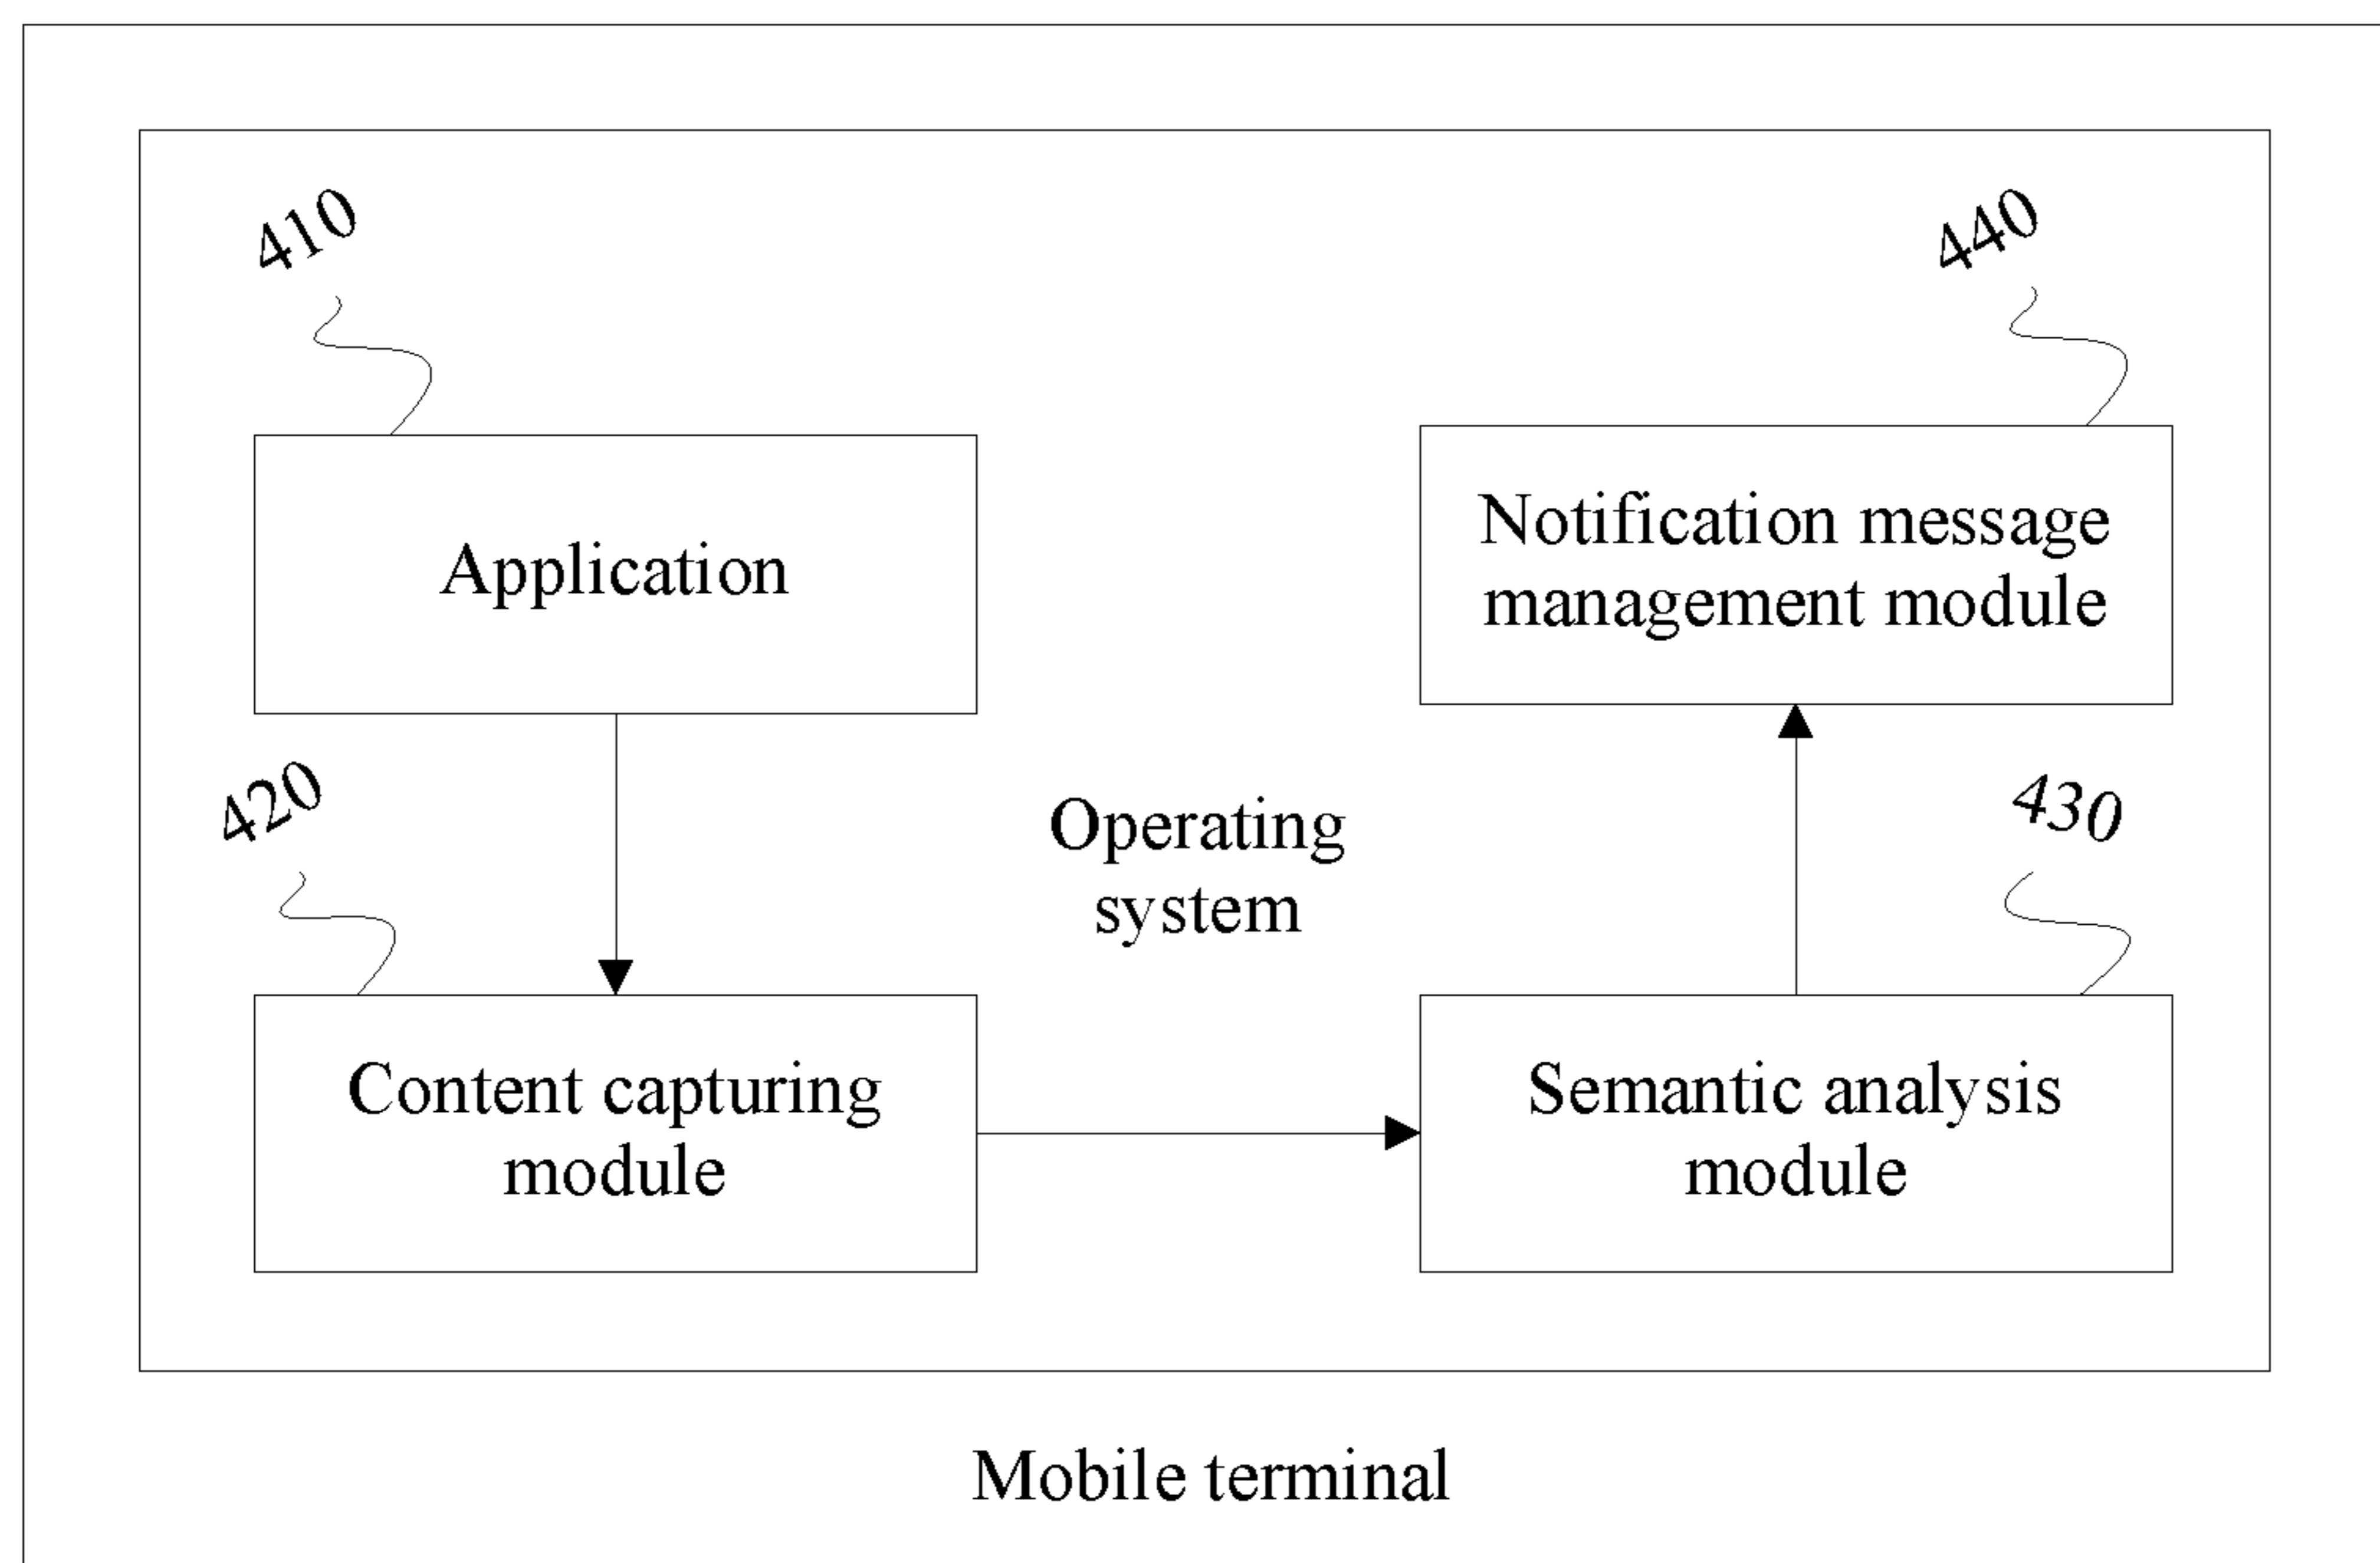 410
440
Application
Notification message
management module
420
430
Operating
system
Content capturing
module
Semantic analysis
module
Mobile terminal